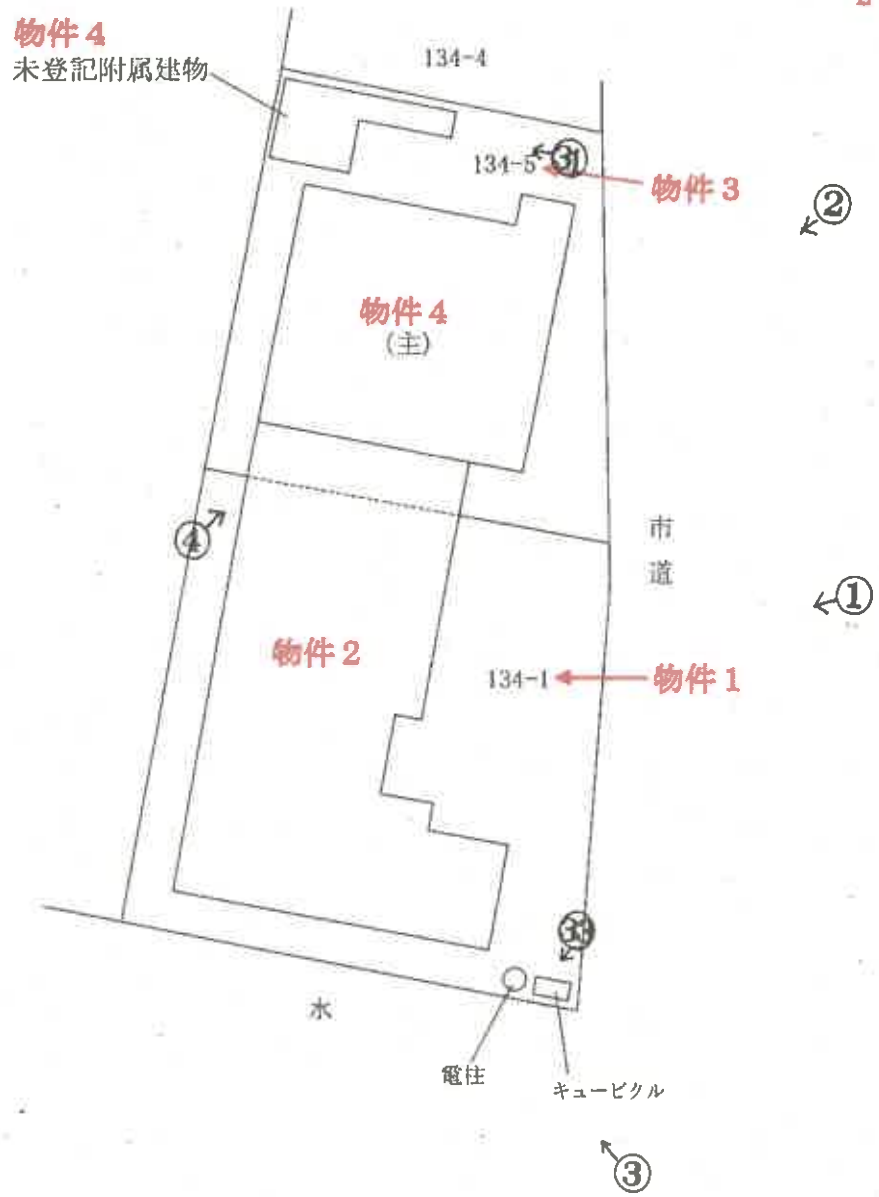 物件4
未登記附属建物
134-4
134-5
㉛
物件3
②
物件4
(主)
市道
④
①
物件2
134-1
物件1
㉝
水
電柱
キュービクル
③